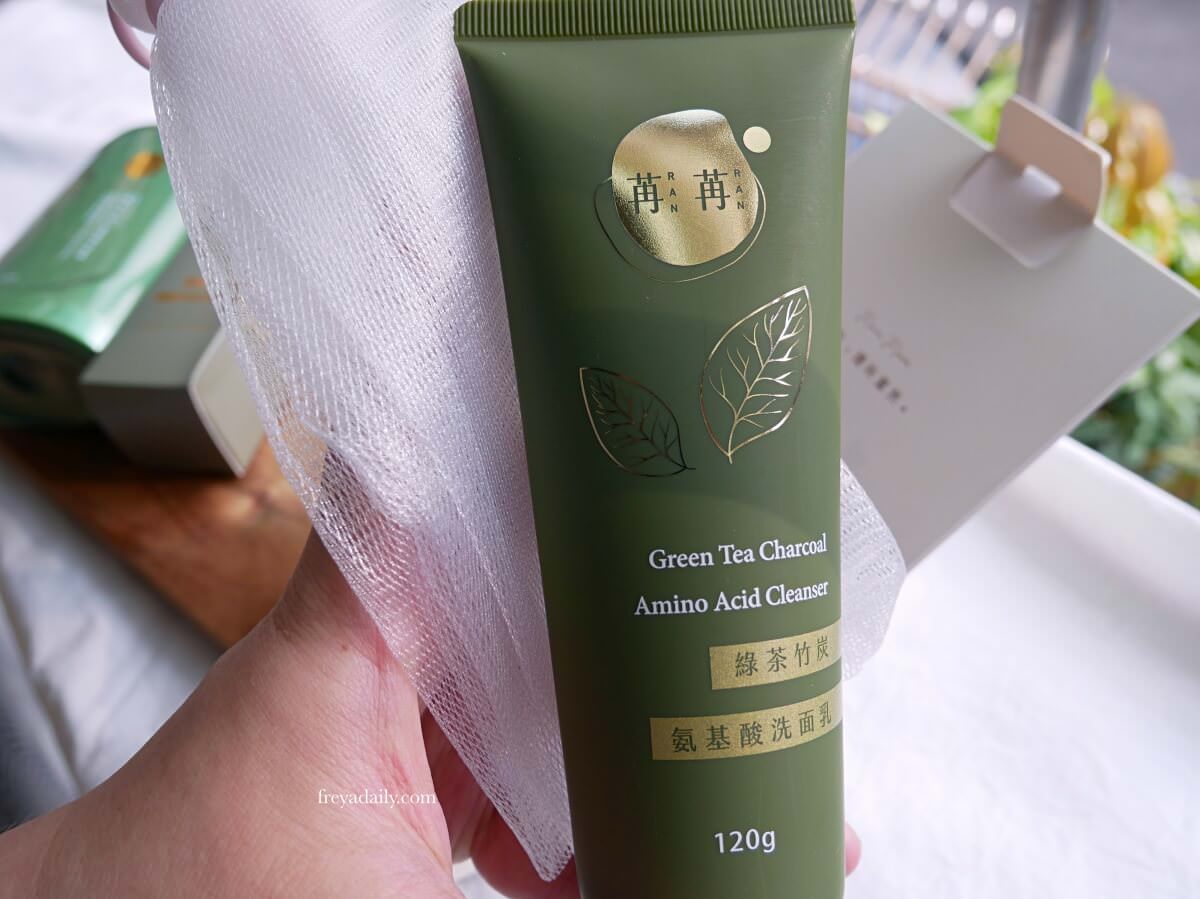 苒 RAN 苒 RAN
Green Tea Charcoal
Amino Acid Cleanser
綠茶竹炭
氨基酸洗面乳
120g
freyadaily.com